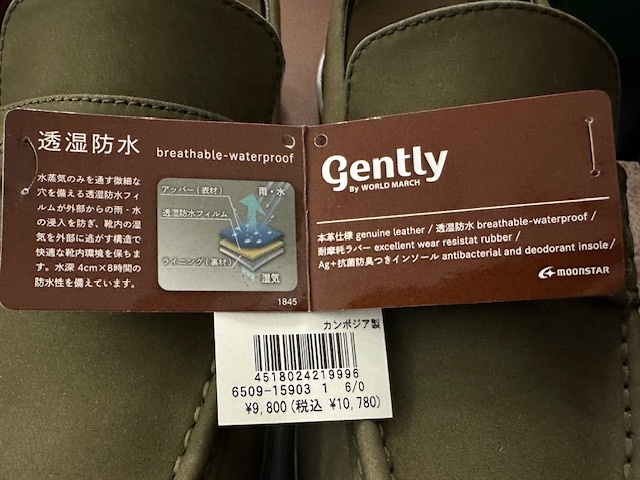 透湿防水 breathable-waterproof
水蒸気のみを通す微細な
穴を備える透湿防水フィ
ルムが外部からの雨・水
の浸入を防ぎ、靴内の湿
気を外部に逃がす構造で
快適な靴内環境を保ちま
す。水深4cm×8時間の
防水性を備えています。
アッパー(表材)
雨・水
透湿防水フィルム
ライニング(裏材)
湿気
1845
Gently
By WORLD MARCH
本革仕様 genuine leather / 透湿防水 breathable-waterproof /
耐摩耗ラバー excellent wear resistat rubber /
Ag+抗菌防臭つきインソール antibacterial and deodorant insole /
MOONSTAR
カンボジア製
4518024219996
6509-15903 1 6/0
¥9,800(税込 ¥10,780)